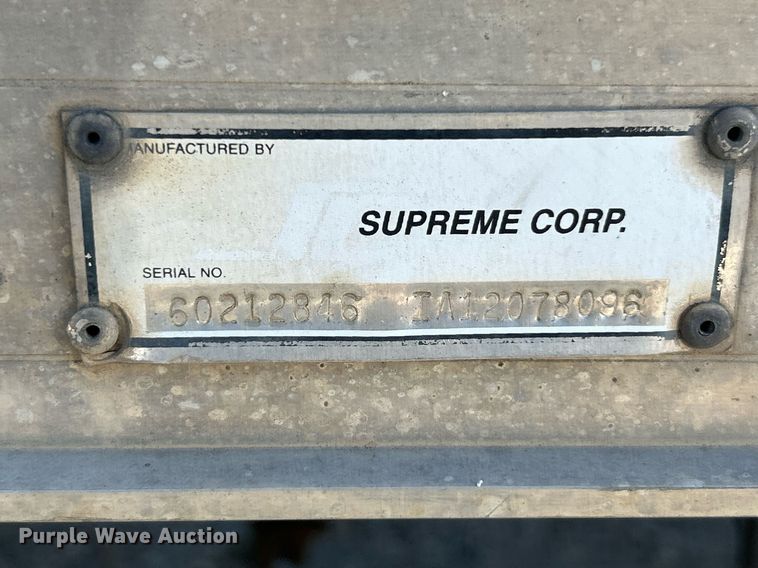 MANUFACTURED BY
SUPREME CORP.
SERIAL NO.
60212846 IA12078096
Purple Wave Auction